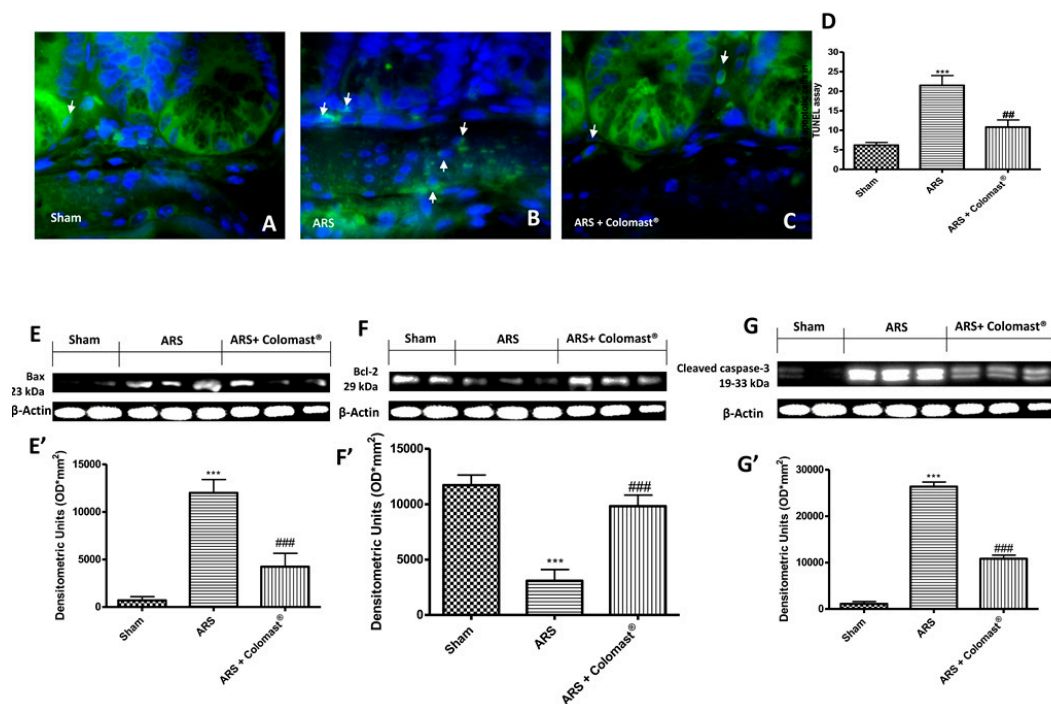 Sham
A
ARS
B
ARS + Colomast®
C
D
TUNEL assay
25
20
15
10
5
0
***
##
Sham
ARS
ARS + Colomast®
E
Sham
ARS
ARS+ Colomast®
Bax
23 kDa
β-Actin
F
Sham
ARS
ARS+ Colomast®
Bcl-2
29 kDa
β-Actin
G
Sham
ARS
ARS+ Colomast®
Cleaved caspase-3
19-33 kDa
β-Actin
E'
Densitometric Units (OD*mm²)
15000
10000
5000
0
***
###
Sham
ARS
ARS + Colomast®
F'
Densitometric Units (OD*mm²)
15000
10000
5000
0
***
###
Sham
ARS
ARS + Colomast®
G'
Densitometric Units (OD*mm²)
30000
20000
10000
0
***
###
Sham
ARS
ARS + Colomast®